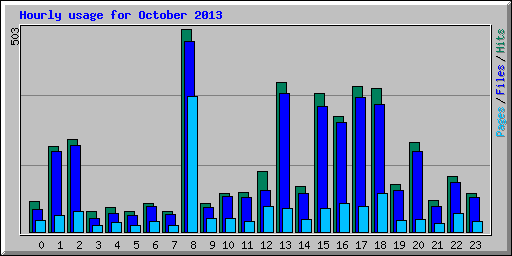 Hourly usage for October 2013
503
Pages/Files/Hits
0 1 2 3 4 5 6 7 8 9 10 11 12 13 14 15 16 17 18 19 20 21 22 23